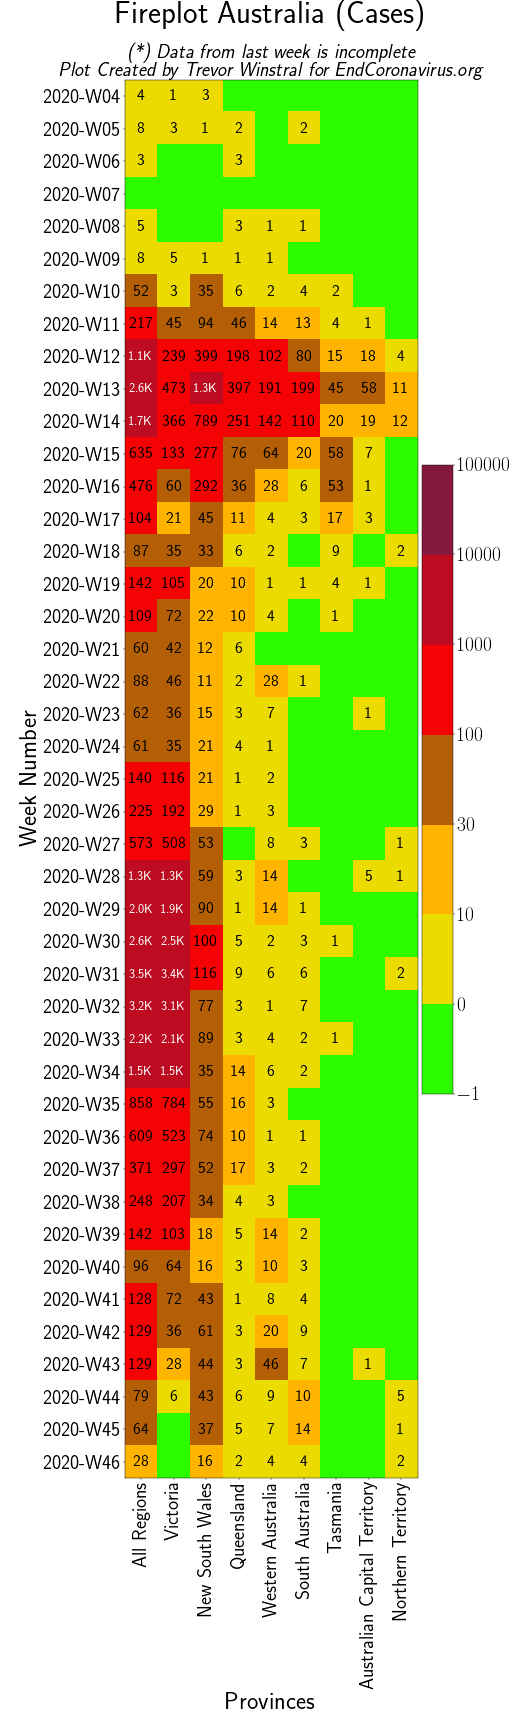 Fireplot Australia (Cases)
(*) Data from last week is incomplete
Plot Created by Trevor Winstral for EndCoronavirus.org
2020-W04 4 1 3
2020-W05 8 3 1 2 2
2020-W06 3 3
2020-W07
2020-W08 5 3 1 1
2020-W09 8 5 1 1 1
2020-W10 52 3 35 6 2 4 2
2020-W11 217 45 94 46 14 13 4 1
2020-W12 1.1K 239 399 198 102 80 15 18 4
2020-W13 2.6K 473 1.3K 397 191 199 45 58 11
2020-W14 1.7K 366 789 251 142 110 20 19 12
2020-W15 635 133 277 76 64 20 58 7
2020-W16 476 60 292 36 28 6 53 1
2020-W17 104 21 45 11 4 3 17 3
2020-W18 87 35 33 6 2 9 2
2020-W19 142 105 20 10 1 1 4 1
2020-W20 109 72 22 10 4 1
2020-W21 60 42 12 6
2020-W22 88 46 11 2 28 1
2020-W23 62 36 15 3 7 1
2020-W24 61 35 21 4 1
2020-W25 140 116 21 1 2
2020-W26 225 192 29 1 3
2020-W27 573 508 53 8 3 1
2020-W28 1.3K 1.3K 59 3 14 5 1
2020-W29 2.0K 1.9K 90 1 14 1
2020-W30 2.6K 2.5K 100 5 2 3 1
2020-W31 3.5K 3.4K 116 9 6 6 2
2020-W32 3.2K 3.1K 77 3 1 7
2020-W33 2.2K 2.1K 89 3 4 2 1
2020-W34 1.5K 1.5K 35 14 6 2
2020-W35 858 784 55 16 3
2020-W36 609 523 74 10 1 1
2020-W37 371 297 52 17 3 2
2020-W38 248 207 34 4 3
2020-W39 142 103 18 5 14 2
2020-W40 96 64 16 3 10 3
2020-W41 128 72 43 1 8 4
2020-W42 129 36 61 3 20 9
2020-W43 129 28 44 3 46 7 1
2020-W44 79 6 43 6 9 10 5
2020-W45 64 37 5 7 14 1
2020-W46 28 16 2 4 4 2
Week Number
All Regions
Victoria
New South Wales
Queensland
Western Australia
South Australia
Tasmania
Australian Capital Territory
Northern Territory
Provinces
100000
10000
1000
100
30
10
0
−1